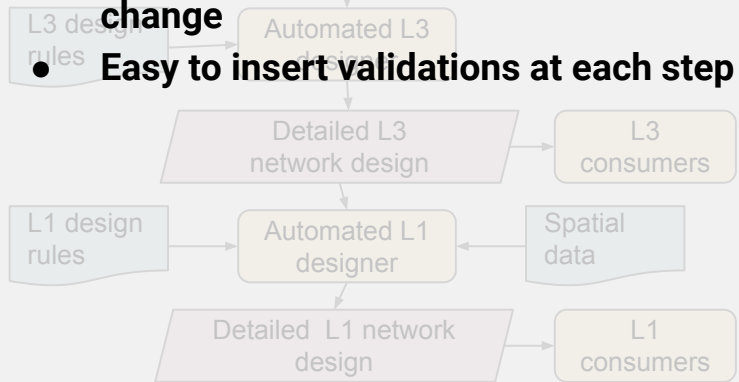 change
L3 design
rules
Automated L3
designer
● Easy to insert validations at each step
Detailed L3
network design
L3
consumers
L1 design
rules
Automated L1
designer
Spatial
data
Detailed L1 network
design
L1
consumers